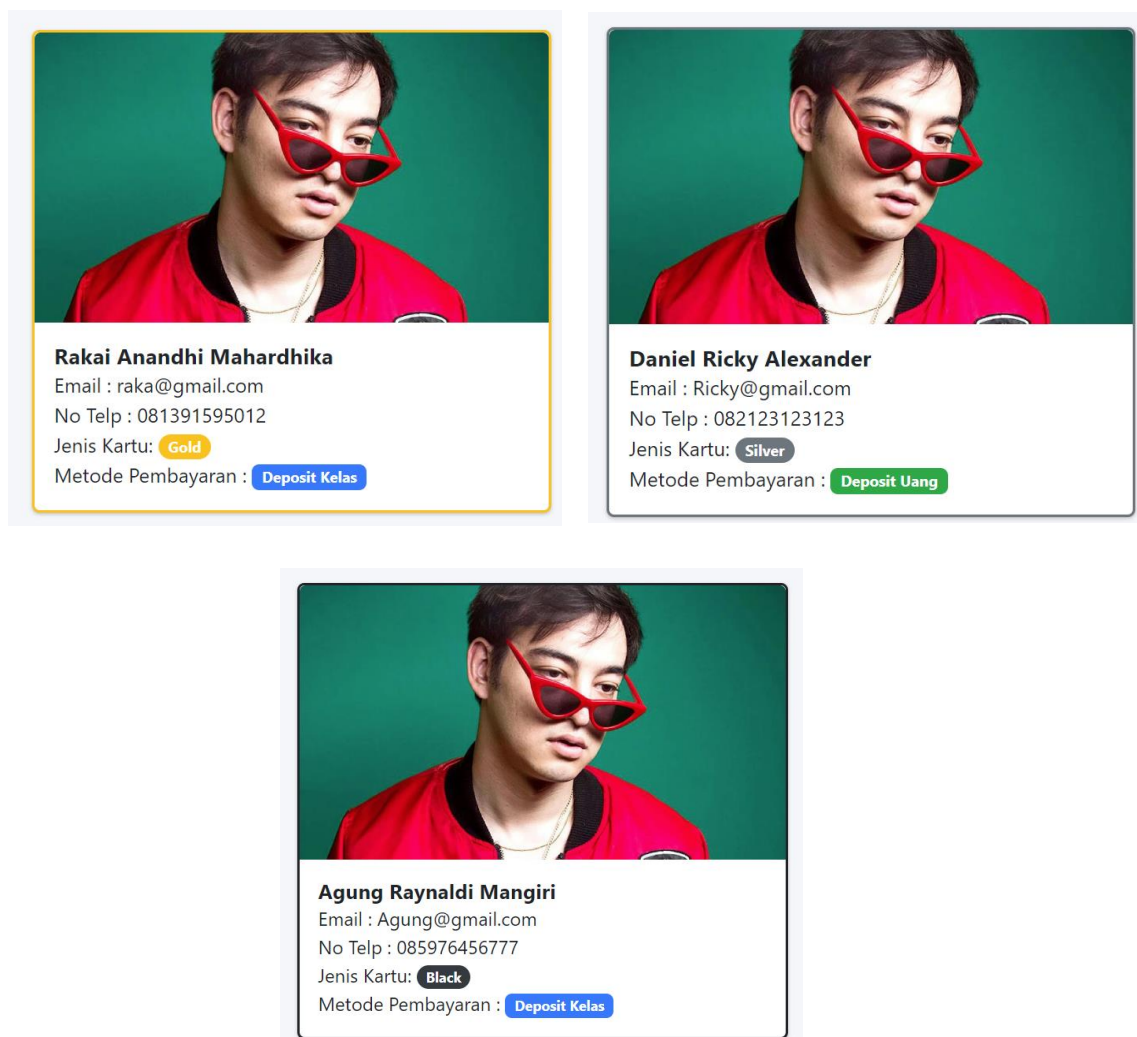 Rakai Anandhi Mahardhika
Email : raka@gmail.com
No Telp : 081391595012
Jenis Kartu: Gold
Metode Pembayaran : Deposit Kelas
Daniel Ricky Alexander
Email : Ricky@gmail.com
No Telp : 082123123123
Jenis Kartu: Silver
Metode Pembayaran : Deposit Uang
Agung Raynaldi Mangiri
Email : Agung@gmail.com
No Telp : 085976456777
Jenis Kartu: Black
Metode Pembayaran : Deposit Kelas